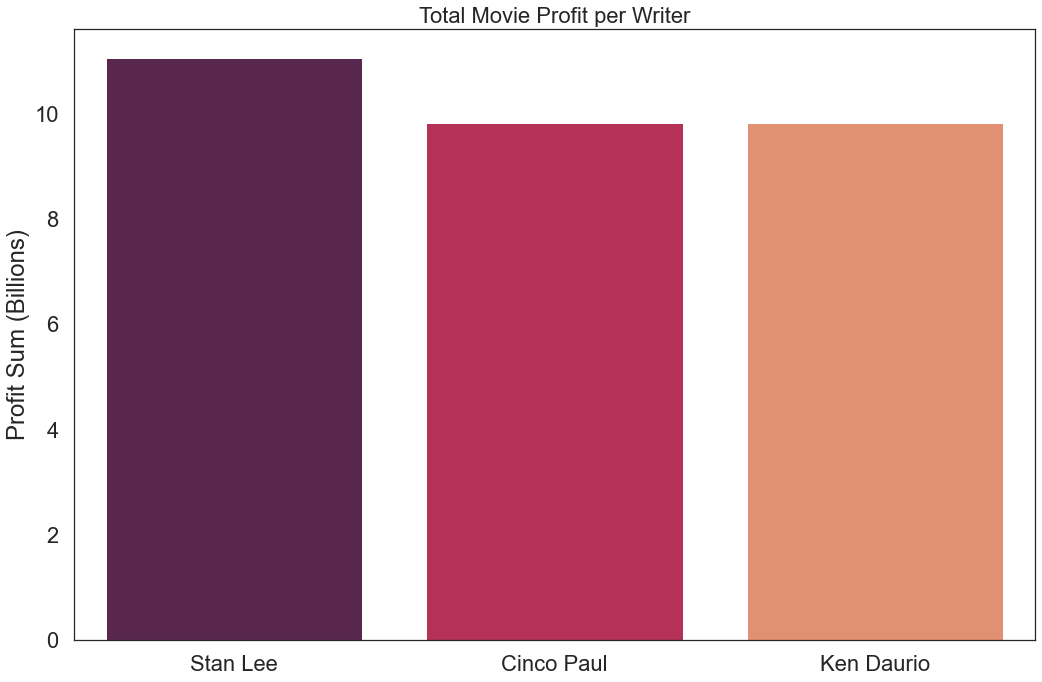 Total Movie Profit per Writer
Profit Sum (Billions)
10
8
6
4
2
0
Stan Lee
Cinco Paul
Ken Daurio